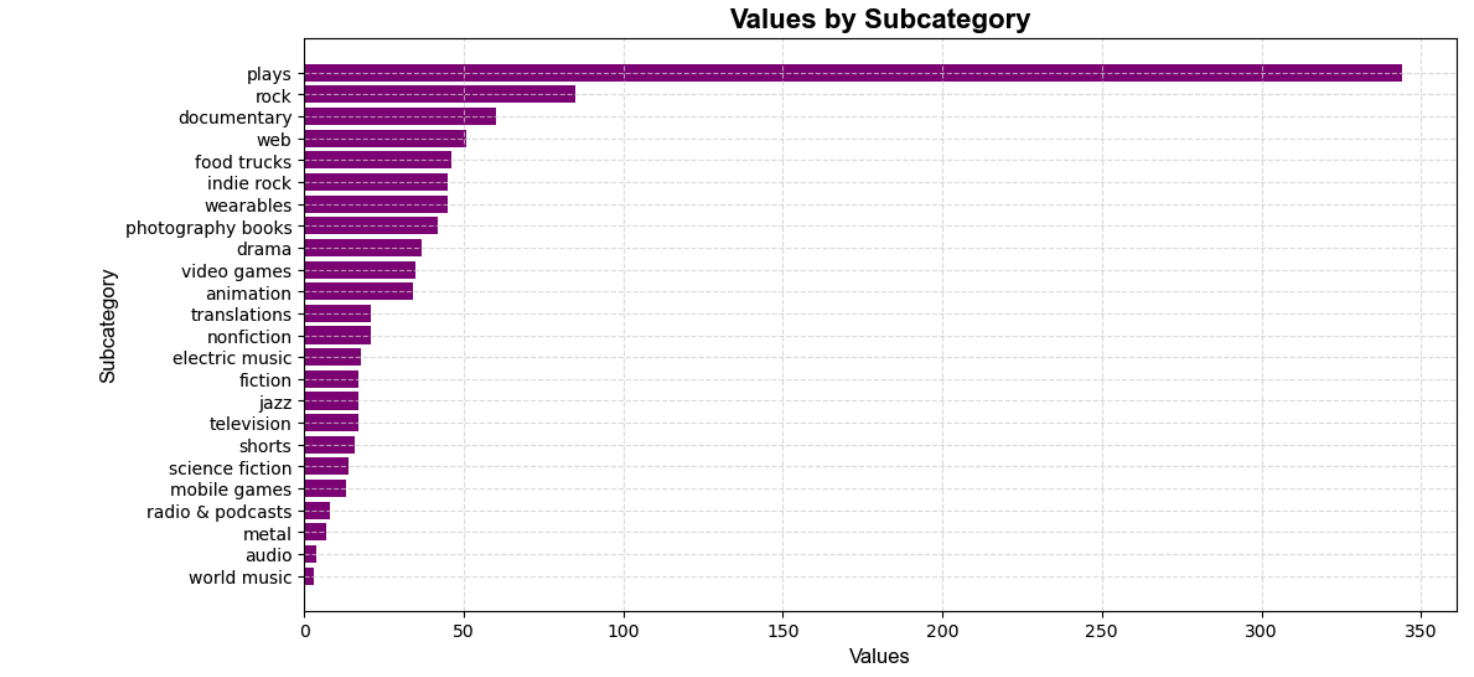 Values by Subcategory
plays
rock
documentary
web
food trucks
indie rock
wearables
photography books
drama
video games
animation
translations
nonfiction
electric music
fiction
jazz
television
shorts
science fiction
mobile games
radio & podcasts
metal
audio
world music
Subcategory
0 50 100 150 200 250 300 350
Values